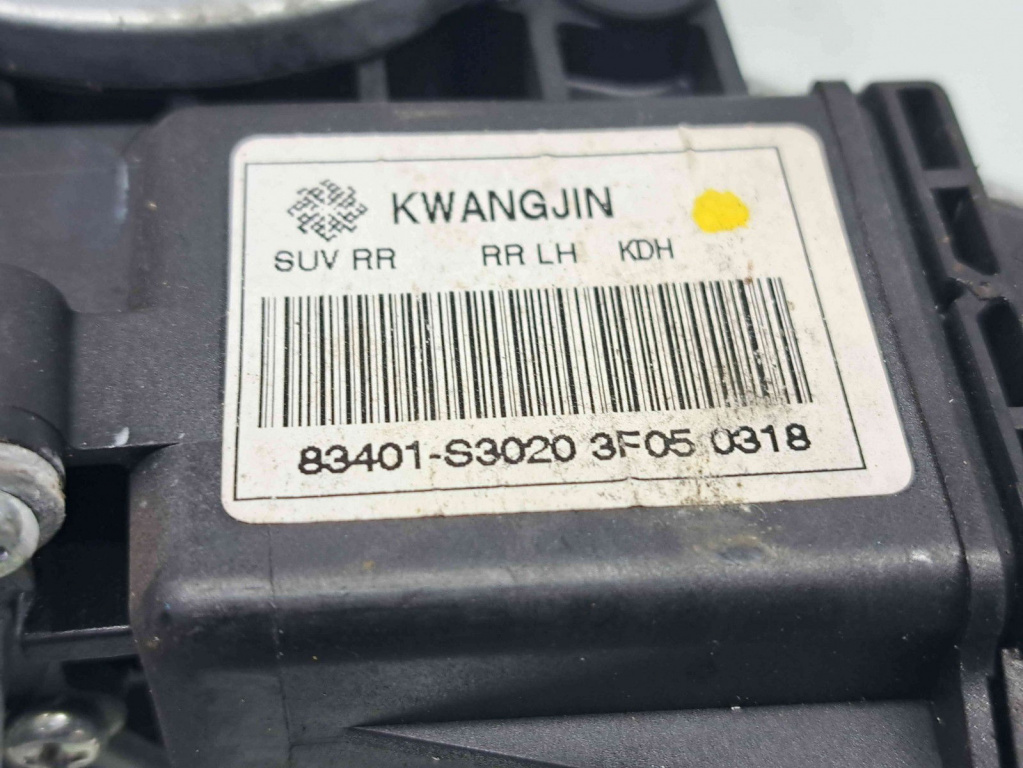 KWANGJIN
SUV RR RR LH KDH
83401-S3020 3F05 0318